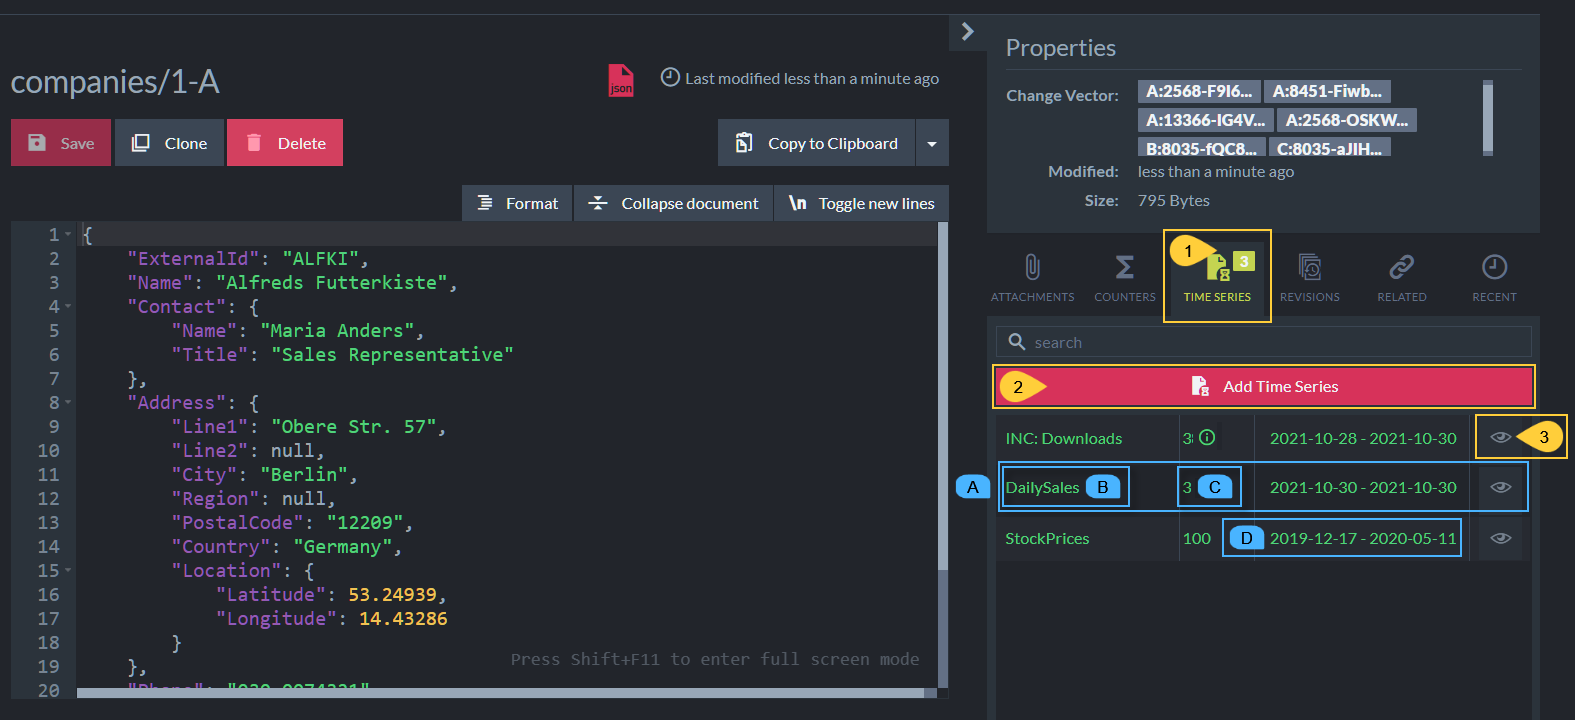 companies/1-A
json
Last modified less than a minute ago
Save
Clone
Delete
Copy to Clipboard
Format
Collapse document
\n Toggle new lines
1 {
2 "ExternalId": "ALFKI",
3 "Name": "Alfreds Futterkiste",
4 "Contact": {
5 "Name": "Maria Anders",
6 "Title": "Sales Representative"
7 },
8 "Address": {
9 "Line1": "Obere Str. 57",
10 "Line2": null,
11 "City": "Berlin",
12 "Region": null,
13 "PostalCode": "12209",
14 "Country": "Germany",
15 "Location": {
16 "Latitude": 53.24939,
17 "Longitude": 14.43286
18 }
19 },
20
Press Shift+F11 to enter full screen mode
Properties
Change Vector:
A:2568-F9I6... A:8451-Fiwb...
A:13366-IG4V... A:2568-OSKW...
B:8035-fQC8... C:8035-aJIH...
Modified: less than a minute ago
Size: 795 Bytes
1 3
ATTACHMENTS COUNTERS TIME SERIES REVISIONS RELATED RECENT
search
2 Add Time Series
INC: Downloads 2021-10-28 - 2021-10-30 3
A DailySales B 3 C 2021-10-30 - 2021-10-30
StockPrices 100 D 2019-12-17 - 2020-05-11